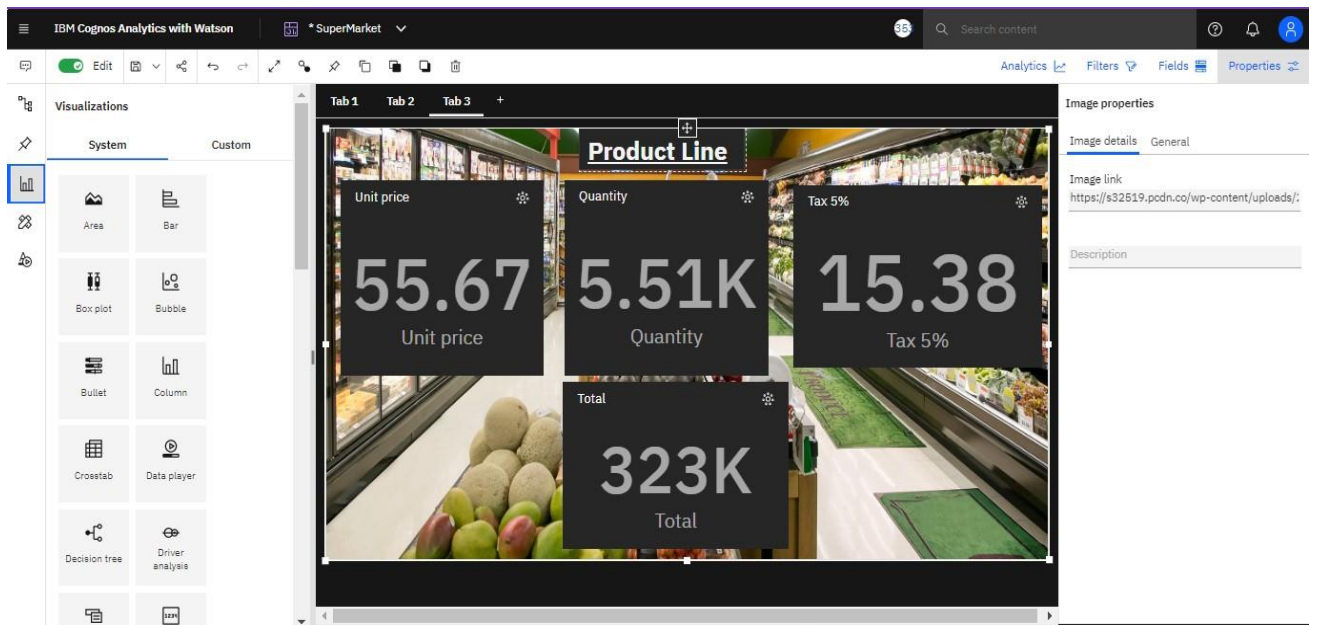 IBM Cognos Analytics with Watson
* SuperMarket
Search content
Edit
Analytics
Filters
Fields
Properties
Visualizations
System
Custom
Area
Bar
Box plot
Bubble
Bullet
Column
Crosstab
Data player
Decision tree
Driver
analysis
Tab 1
Tab 2
Tab 3
+
Product Line
Unit price
55.67
Unit price
Quantity
5.51K
Quantity
Tax 5%
15.38
Tax 5%
Total
323K
Total
Image properties
Image details
General
Image link
https://s32519.pcdn.co/wp-content/uploads/
Description